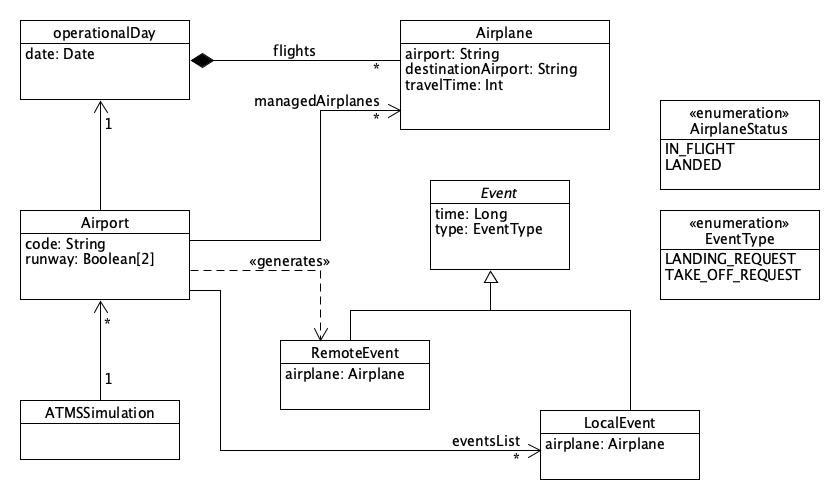 operationalDay
date: Date
flights
*
Airplane
airport: String
destinationAirport: String
travelTime: Int
managedAirplanes
*
1
«enumeration»
AirplaneStatus
IN_FLIGHT
LANDED
Event
time: Long
type: EventType
«enumeration»
EventType
LANDING_REQUEST
TAKE_OFF_REQUEST
Airport
code: String
runway: Boolean[2]
«generates»
*
1
RemoteEvent
airplane: Airplane
ATMSSimulation
eventsList
*
LocalEvent
airplane: Airplane